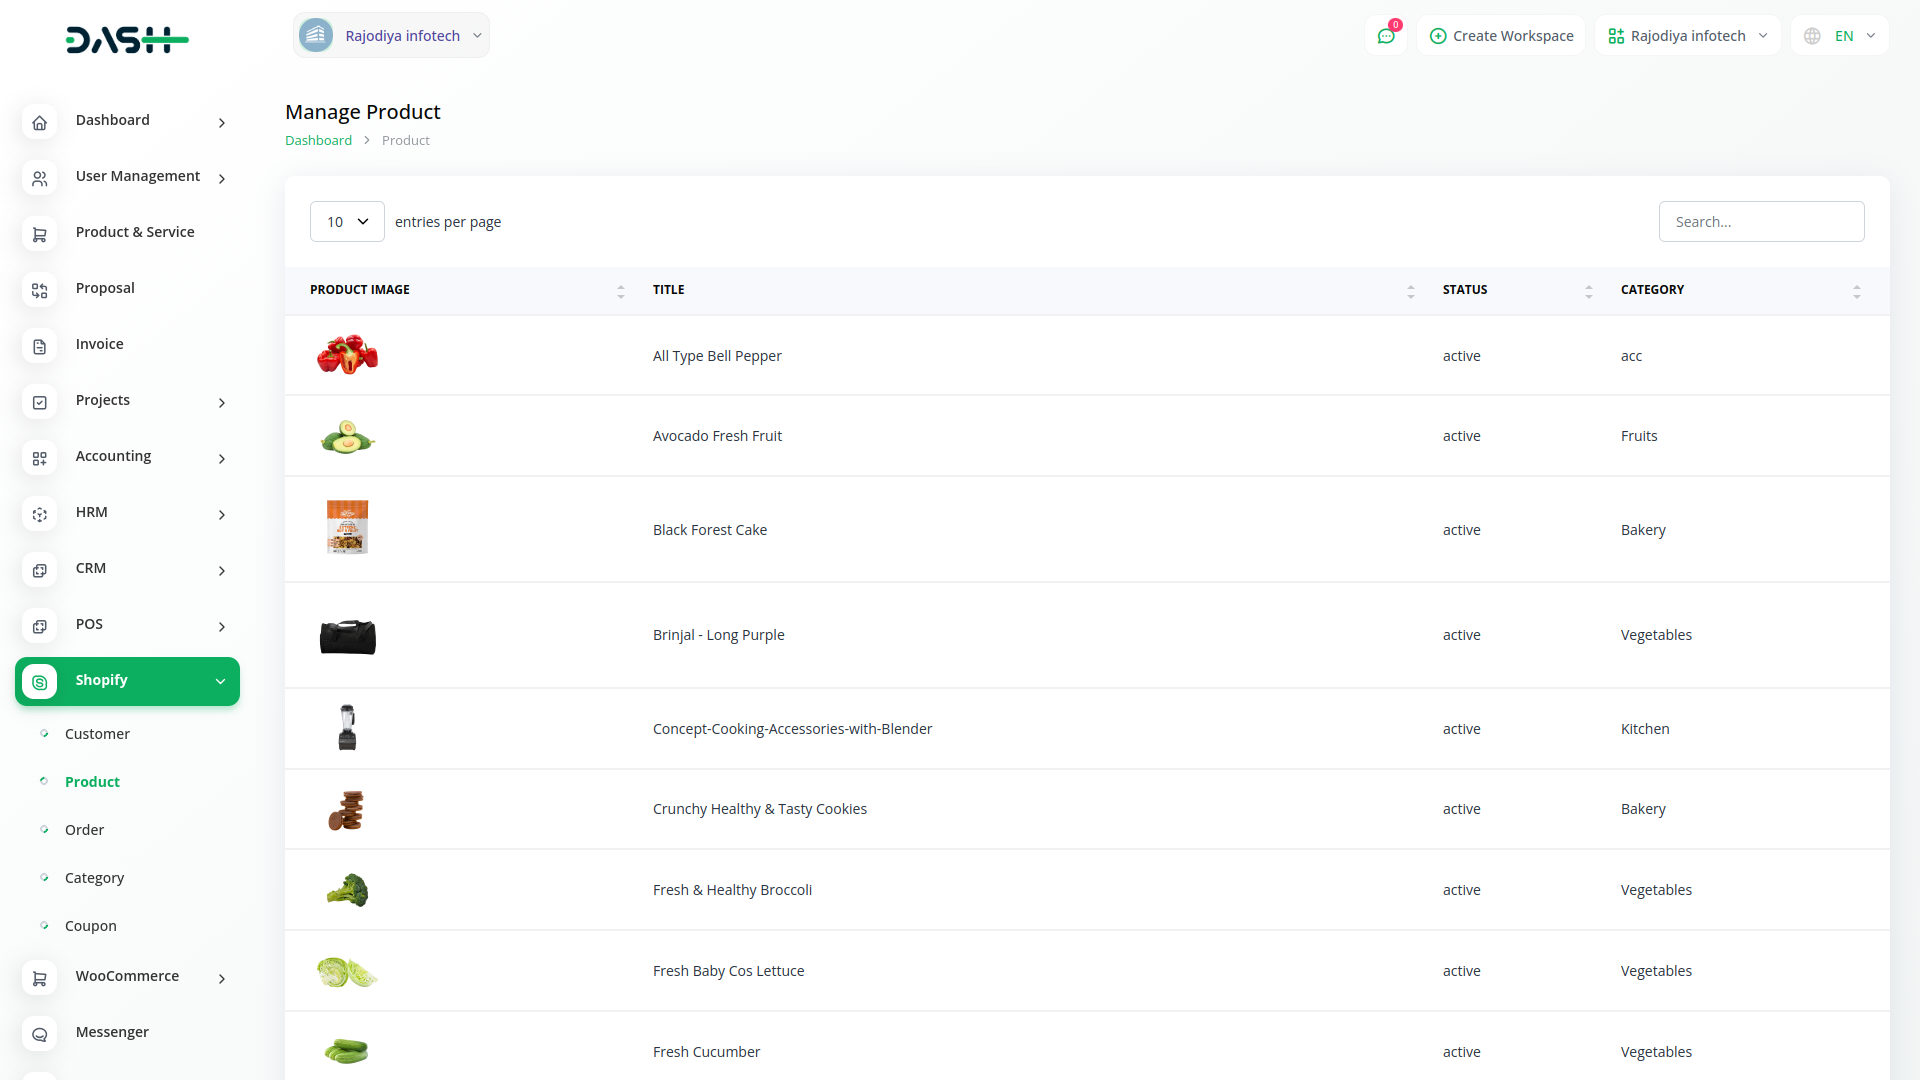 DASH
Rajodiya infotech
0
Create Workspace
Rajodiya infotech
EN
Dashboard
User Management
Product & Service
Proposal
Invoice
Projects
Accounting
HRM
CRM
POS
Shopify
Customer
Product
Order
Category
Coupon
WooCommerce
Messenger
Manage Product
Dashboard Product
10 entries per page
Search...
PRODUCT IMAGE TITLE STATUS CATEGORY
All Type Bell Pepper active acc
Avocado Fresh Fruit active Fruits
Black Forest Cake active Bakery
Brinjal - Long Purple active Vegetables
Concept-Cooking-Accessories-with-Blender active Kitchen
Crunchy Healthy & Tasty Cookies active Bakery
Fresh & Healthy Broccoli active Vegetables
Fresh Baby Cos Lettuce active Vegetables
Fresh Cucumber active Vegetables